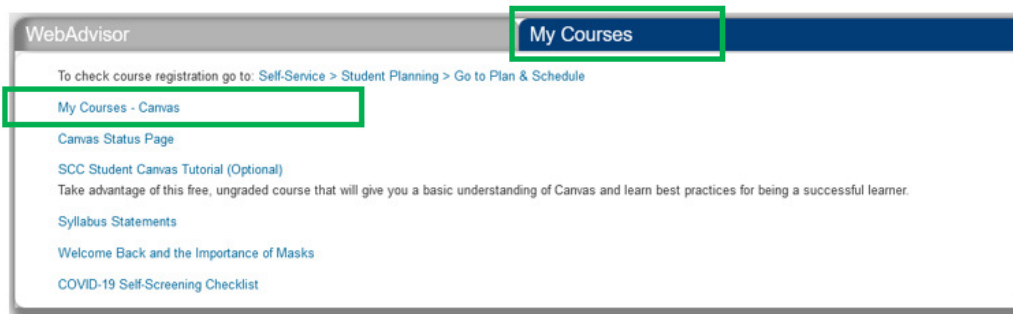 WebAdvisor
My Courses
To check course registration go to: Self-Service > Student Planning > Go to Plan & Schedule
My Courses - Canvas
Canvas Status Page
SCC Student Canvas Tutorial (Optional)
Take advantage of this free, ungraded course that will give you a basic understanding of Canvas and learn best practices for being a successful learner.
Syllabus Statements
Welcome Back and the Importance of Masks
COVID-19 Self-Screening Checklist